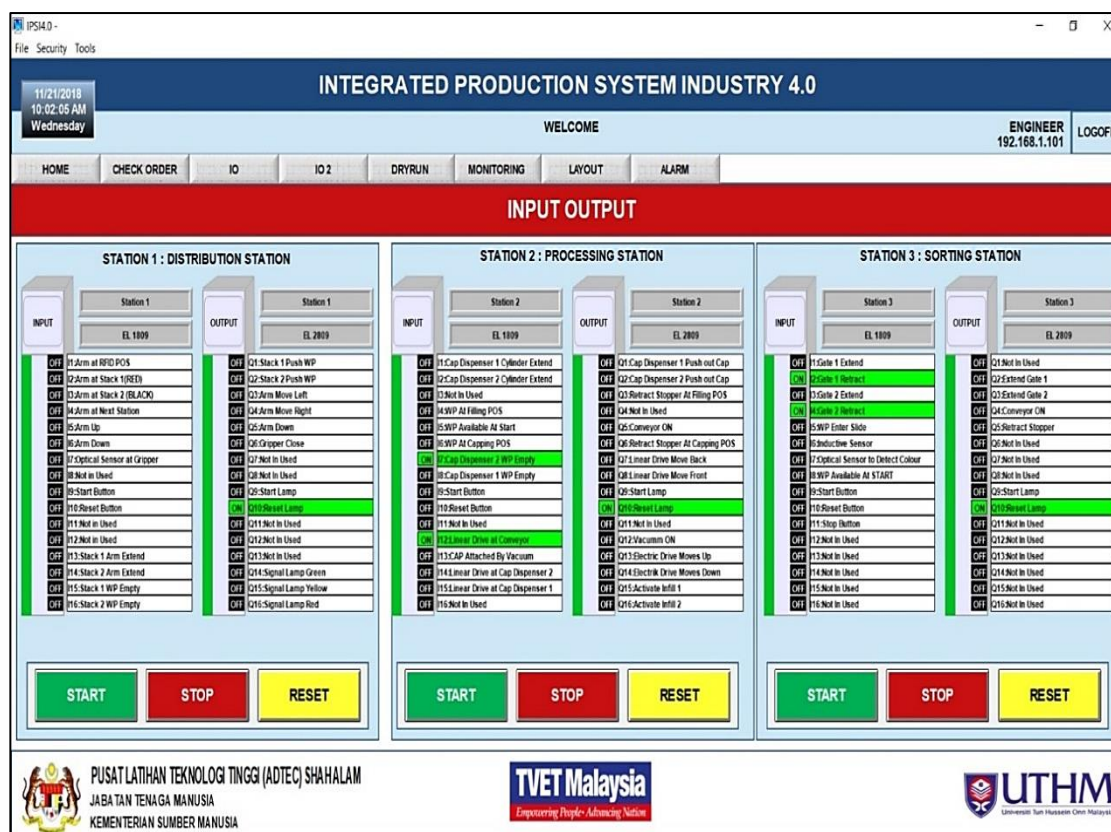 IPSI4.0 -
File Security Tools
11/21/2018
10:02:05 AM
Wednesday
INTEGRATED PRODUCTION SYSTEM INDUSTRY 4.0
WELCOME
ENGINEER
192.168.1.101
LOGOF
HOME CHECK ORDER IO IO 2 DRYRUN MONITORING LAYOUT ALARM
INPUT OUTPUT
STATION 1 : DISTRIBUTION STATION
INPUT
Station 1
EL 1809
OFF I1:Arm at RFID POS
OFF I2:Arm at Stack 1(RED)
OFF I3:Arm at Stack 2 (BLACK)
OFF I4:Arm at Next Station
OFF I5:Arm Up
OFF I6:Arm Down
OFF I7:Optical Sensor at Gripper
OFF I8:Not in Used
OFF I9:Start Button
OFF I10:Reset Button
OFF I11:Not in Used
OFF I12:Not in Used
OFF I13:Stack 1 Arm Extend
OFF I14:Stack 2 Arm Extend
OFF I15:Stack 1 WP Empty
OFF I16:Stack 2 WP Empty
OUTPUT
Station 1
EL 2809
OFF Q1:Stack 1 Push WP
OFF Q2:Stack 2 Push WP
OFF Q3:Arm Move Left
OFF Q4:Arm Move Right
OFF Q5:Arm Down
OFF Q6:Gripper Close
OFF Q7:Not In Used
OFF Q8:Not In Used
OFF Q9:Start Lamp
ON Q10:Reset Lamp
OFF Q11:Not In Used
OFF Q12:Not In Used
OFF Q13:Not In Used
OFF Q14:Signal Lamp Green
OFF Q15:Signal Lamp Yellow
OFF Q16:Signal Lamp Red
START STOP RESET
STATION 2 : PROCESSING STATION
INPUT
Station 2
EL 1809
OFF I1:Cap Dispenser 1 Cylinder Extend
OFF I2:Cap Dispenser 2 Cylinder Extend
OFF I3:Not In Used
OFF I4:WP At Filling POS
OFF I5:WP Available At Start
OFF I6:WP At Capping POS
ON I7:Cap Dispenser 2 WP Empty
OFF I8:Cap Dispenser 1 WP Empty
OFF I9:Start Button
OFF I10:Reset Button
OFF I11:Not In Used
ON I12:Linear Drive at Conveyor
OFF I13:CAP Attached By Vacuum
OFF I14:Linear Drive at Cap Dispenser 2
OFF I15:Linear Drive at Cap Dispenser 1
OFF I16:Not In Used
OUTPUT
Station 2
EL 2809
OFF Q1:Cap Dispenser 1 Push out Cap
OFF Q2:Cap Dispenser 2 Push out Cap
OFF Q3:Retract Stopper At Filling POS
OFF Q4:Not In Used
OFF Q5:Conveyor ON
OFF Q6:Retract Stopper At Capping POS
OFF Q7:Linear Drive Move Back
OFF Q8:Linear Drive Move Front
OFF Q9:Start Lamp
ON Q10:Reset Lamp
OFF Q11:Not In Used
OFF Q12:Vacumm ON
OFF Q13:Electric Drive Moves Up
OFF Q14:Electrik Drive Moves Down
OFF Q15:Activate Infill 1
OFF Q16:Activate Infill 2
START STOP RESET
STATION 3 : SORTING STATION
INPUT
Station 3
EL 1809
OFF I1:Gate 1 Extend
ON I2:Gate 1 Retract
OFF I3:Gate 2 Extend
ON I4:Gate 2 Retract
OFF I5:WP Enter Slide
OFF I6:Inductive Sensor
OFF I7:Optical Sensor to Detect Colour
OFF I8:WP Available At START
OFF I9:Start Button
OFF I10:Reset Button
OFF I11:Stop Button
OFF I12:Not In Used
OFF I13:Not In Used
OFF I14:Not In Used
OFF I15:Not In Used
OFF I16:Not In Used
OUTPUT
Station 3
EL 2809
OFF Q1:Not In Used
OFF Q2:Extend Gate 1
OFF Q3:Extend Gate 2
OFF Q4:Conveyor ON
OFF Q5:Retract Stopper
OFF Q6:Not In Used
OFF Q7:Not In Used
OFF Q8:Not In Used
OFF Q9:Start Lamp
ON Q10:Reset Lamp
OFF Q11:Not In Used
OFF Q12:Not In Used
OFF Q13:Not In Used
OFF Q14:Not In Used
OFF Q15:Not In Used
OFF Q16:Not In Used
START STOP RESET
PUSAT LATIHAN TEKNOLOGI TINGGI (ADTEC) SHAH ALAM
JABATAN TENAGA MANUSIA
KEMENTERIAN SUMBER MANUSIA
TVET Malaysia
Empowering People- Advancing Nation
UTHM
Universiti Tun Hussein Onn Malays